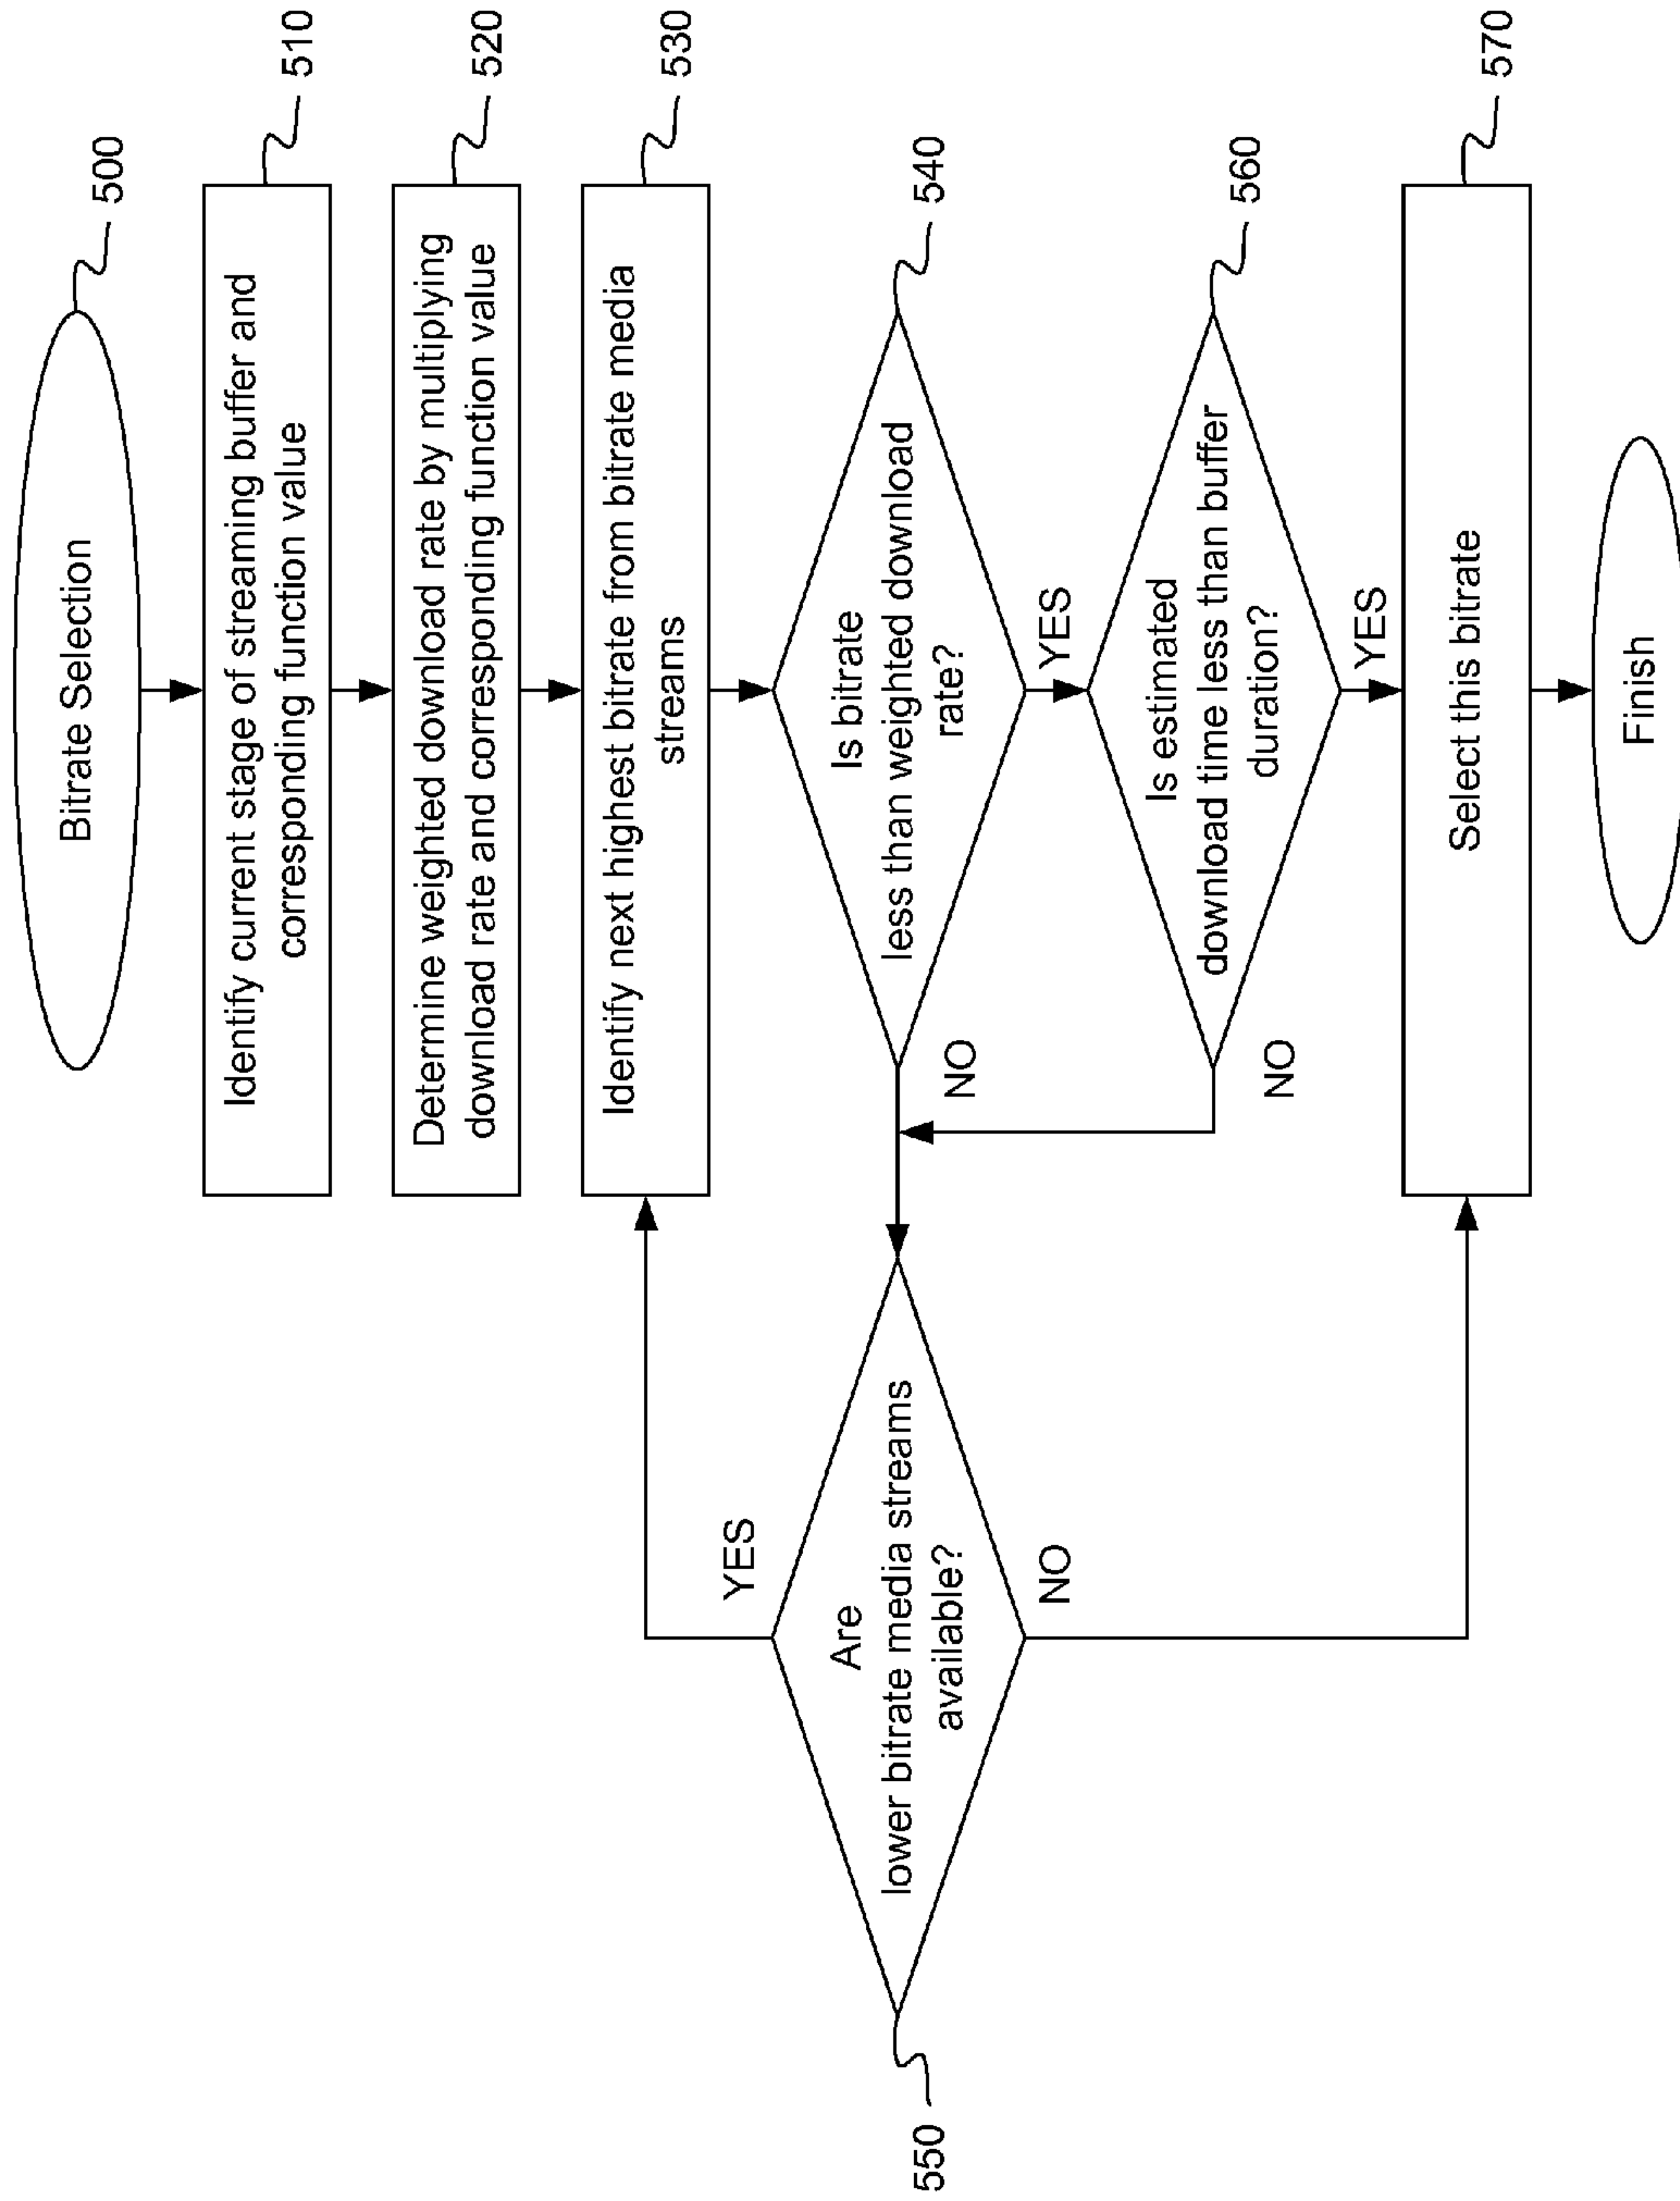 Bitrate Selection
500
Identify current stage of streaming buffer and
corresponding function value
510
Determine weighted download rate by multiplying
download rate and corresponding function value
520
Identify next highest bitrate from bitrate media
streams
530
Is bitrate
less than weighted download
rate?
540
YES
NO
Are
lower bitrate media streams
available?
550
YES
NO
Is estimated
download time less than buffer
duration?
560
YES
NO
Select this bitrate
570
Finish